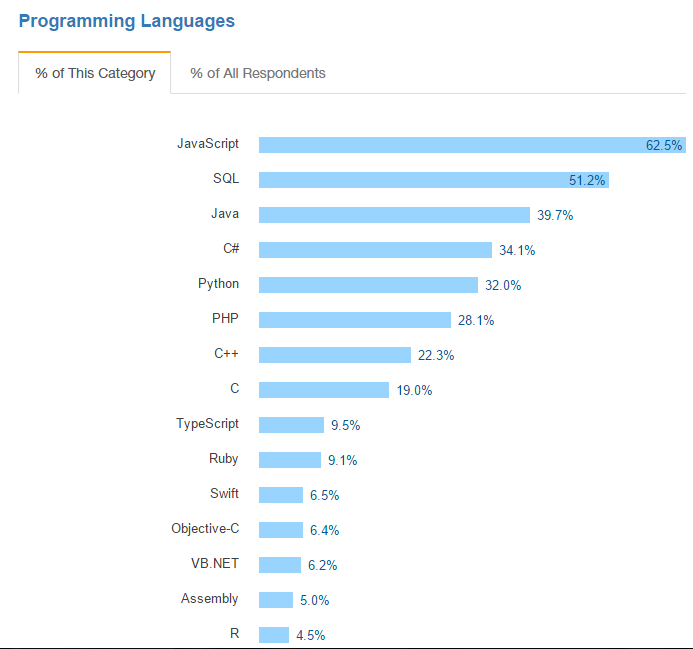 Programming Languages
% of This Category % of All Respondents
JavaScript 62.5%
SQL 51.2%
Java 39.7%
C# 34.1%
Python 32.0%
PHP 28.1%
C++ 22.3%
C 19.0%
TypeScript 9.5%
Ruby 9.1%
Swift 6.5%
Objective-C 6.4%
VB.NET 6.2%
Assembly 5.0%
R 4.5%